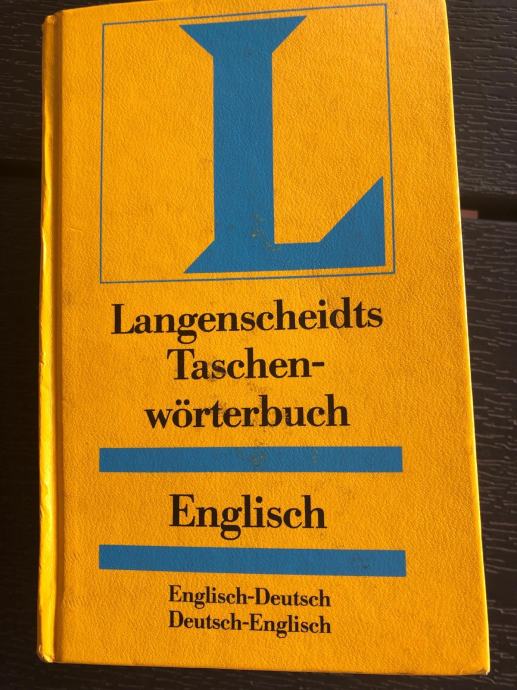 L
Langenscheidts
Taschen-
wörterbuch
Englisch
Englisch-Deutsch
Deutsch-Englisch